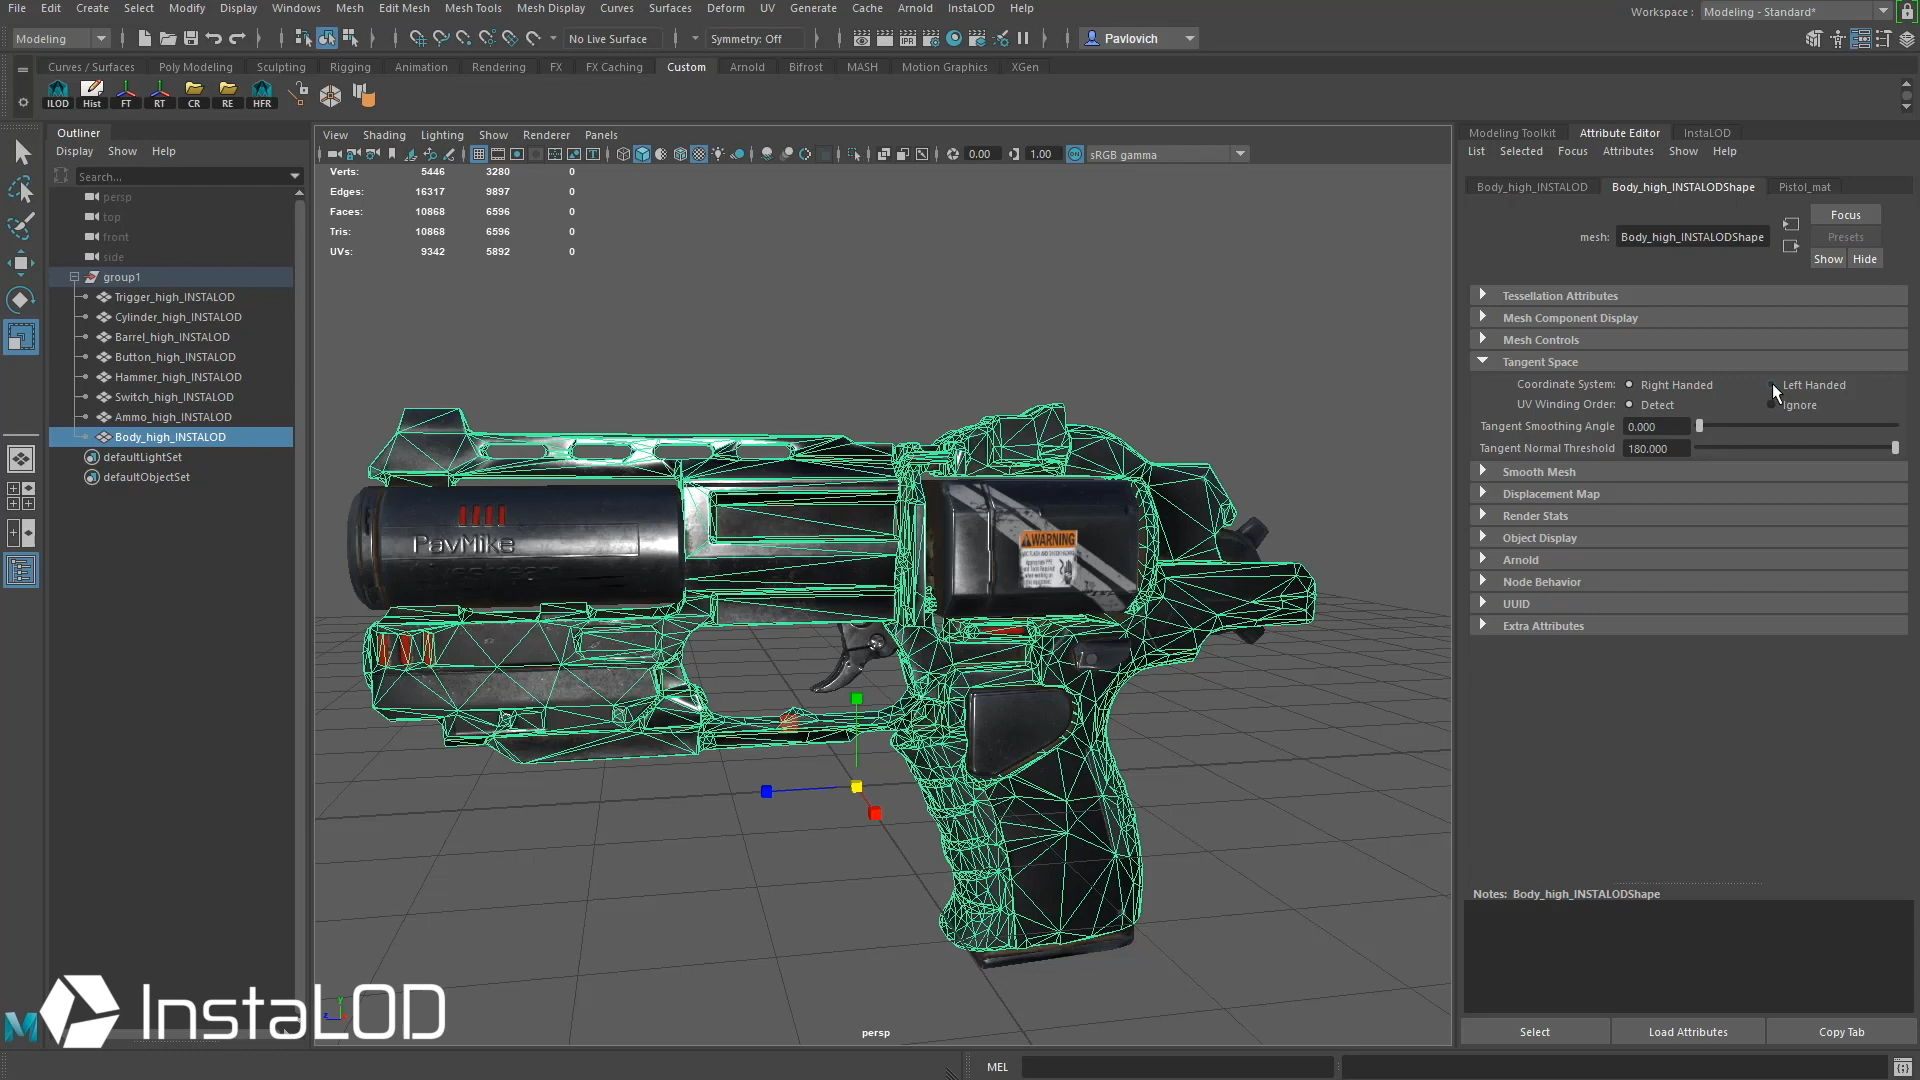 File Edit Create Select Modify Display Windows Mesh Edit Mesh Mesh Tools Mesh Display Curves Surfaces Deform UV Generate Cache Arnold InstaLOD Help
Workspace : Modeling - Standard*
Modeling No Live Surface Symmetry: Off IPR Pavlovich
Curves / Surfaces Poly Modeling Sculpting Rigging Animation Rendering FX FX Caching Custom Arnold Bifrost MASH Motion Graphics XGen
ILOD Hist FT RT CR RE HFR
Outliner
Display Show Help
Search...
persp
top
front
side
group1
Trigger_high_INSTALOD
Cylinder_high_INSTALOD
Barrel_high_INSTALOD
Button_high_INSTALOD
Hammer_high_INSTALOD
Switch_high_INSTALOD
Ammo_high_INSTALOD
Body_high_INSTALOD
defaultLightSet
defaultObjectSet
View Shading Lighting Show Renderer Panels
0.00 1.00 ON sRGB gamma
Verts: 5446 3280 0
Edges: 16317 9897 0
Faces: 10868 6596 0
Tris: 10868 6596 0
UVs: 9342 5892 0
PavMike
WARNING
persp
y
z
InstaLOD
Modeling Toolkit Attribute Editor InstaLOD
List Selected Focus Attributes Show Help
Body_high_INSTALOD Body_high_INSTALODShape Pistol_mat
mesh: Body_high_INSTALODShape
Focus
Presets
Show Hide
Tessellation Attributes
Mesh Component Display
Mesh Controls
Tangent Space
Coordinate System: Right Handed Left Handed
UV Winding Order: Detect Ignore
Tangent Smoothing Angle 0.000
Tangent Normal Threshold 180.000
Smooth Mesh
Displacement Map
Render Stats
Object Display
Arnold
Node Behavior
UUID
Extra Attributes
Notes: Body_high_INSTALODShape
Select Load Attributes Copy Tab
MEL